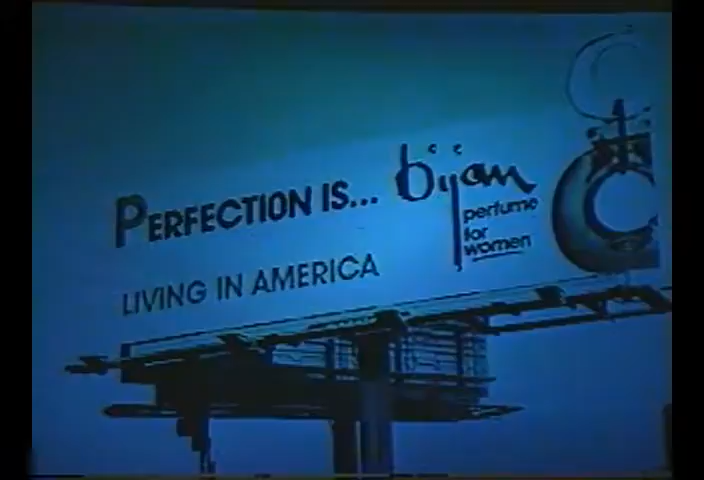 PERFECTION IS...
LIVING IN AMERICA
bijan
perfume
for
women